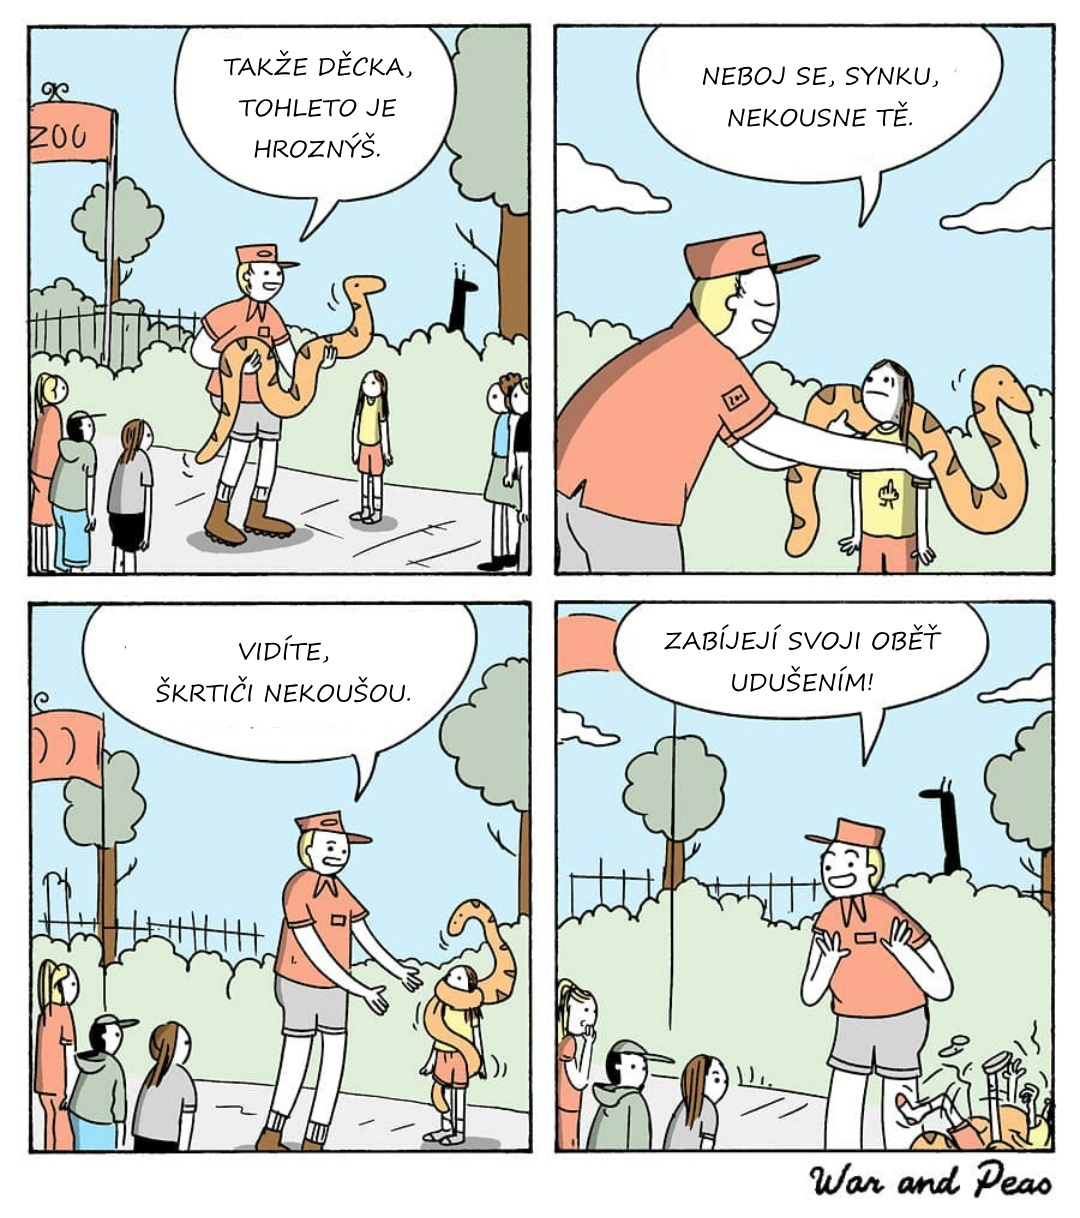 TAKŽE DĚCKA,
TOHLETO JE
HROZNÝŠ.
ZOO
NEBOJ SE, SYNKU,
NEKOUSNE TĚ.
VIDÍTE,
ŠKRTIČI NEKOUŠOU.
ZABÍJEJÍ SVOJI OBĚŤ
UDUŠENÍM!
War and Peas